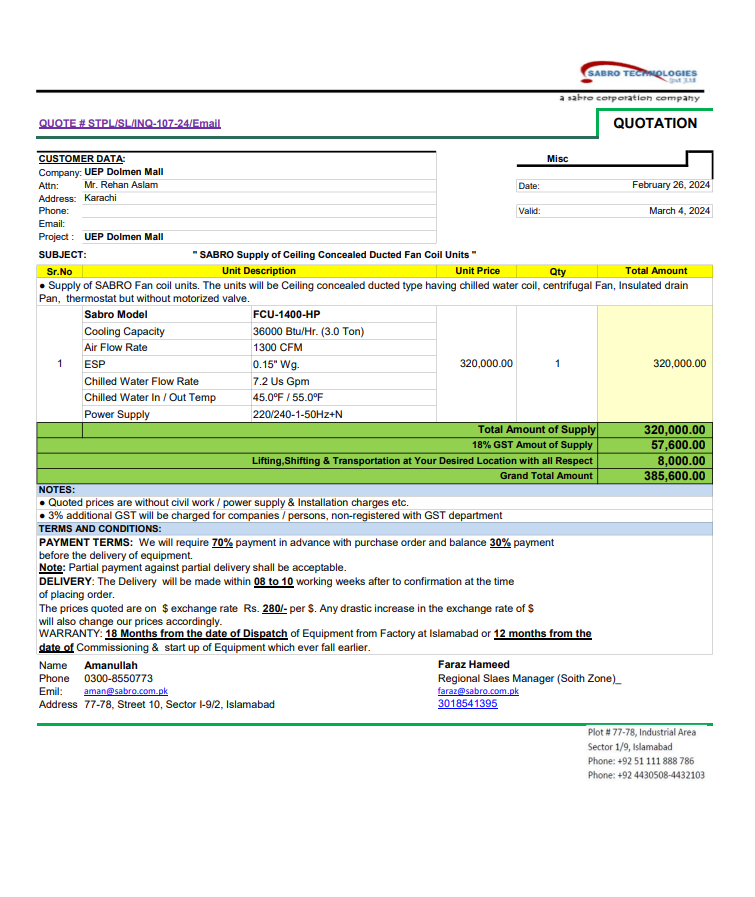 SABRO TECHNOLOGIES
(pvt.)Ltd
a sabro corporation company
QUOTE # STPL/SL/INQ-107-24/Email
QUOTATION
CUSTOMER DATA:
Misc
Company: UEP Dolmen Mall
Attn: Mr. Rehan Aslam
Date: February 26, 2024
Address: Karachi
Phone:
Valid: March 4, 2024
Email:
Project : UEP Dolmen Mall
SUBJECT: " SABRO Supply of Ceiling Concealed Ducted Fan Coil Units "
Sr.No Unit Description Unit Price Qty Total Amount
● Supply of SABRO Fan coil units. The units will be Ceiling concealed ducted type having chilled water coil, centrifugal Fan, Insulated drain
Pan, thermostat but without motorized valve.
Sabro Model FCU-1400-HP
Cooling Capacity 36000 Btu/Hr. (3.0 Ton)
Air Flow Rate 1300 CFM
1 ESP 0.15" Wg. 320,000.00 1 320,000.00
Chilled Water Flow Rate 7.2 Us Gpm
Chilled Water In / Out Temp 45.0ºF / 55.0ºF
Power Supply 220/240-1-50Hz+N
Total Amount of Supply 320,000.00
18% GST Amout of Supply 57,600.00
Lifting,Shifting & Transportation at Your Desired Location with all Respect 8,000.00
Grand Total Amount 385,600.00
NOTES:
● Quoted prices are without civil work / power supply & Installation charges etc.
● 3% additional GST will be charged for companies / persons, non-registered with GST department
TERMS AND CONDITIONS:
PAYMENT TERMS: We will require 70% payment in advance with purchase order and balance 30% payment
before the delivery of equipment.
Note: Partial payment against partial delivery shall be acceptable.
DELIVERY: The Delivery will be made within 08 to 10 working weeks after to confirmation at the time
of placing order.
The prices quoted are on $ exchange rate Rs. 280/- per $. Any drastic increase in the exchange rate of $
will also change our prices accordingly.
WARRANTY: 18 Months from the date of Dispatch of Equipment from Factory at Islamabad or 12 months from the
date of Commissioning & start up of Equipment which ever fall earlier.
Name Amanullah Faraz Hameed
Phone 0300-8550773 Regional Slaes Manager (Soith Zone)_
Emil: aman@sabro.com.pk faraz@sabro.com.pk
Address 77-78, Street 10, Sector I-9/2, Islamabad 3018541395
Plot # 77-78, Industrial Area
Sector 1/9, Islamabad
Phone: +92 51 111 888 786
Phone: +92 4430508-4432103